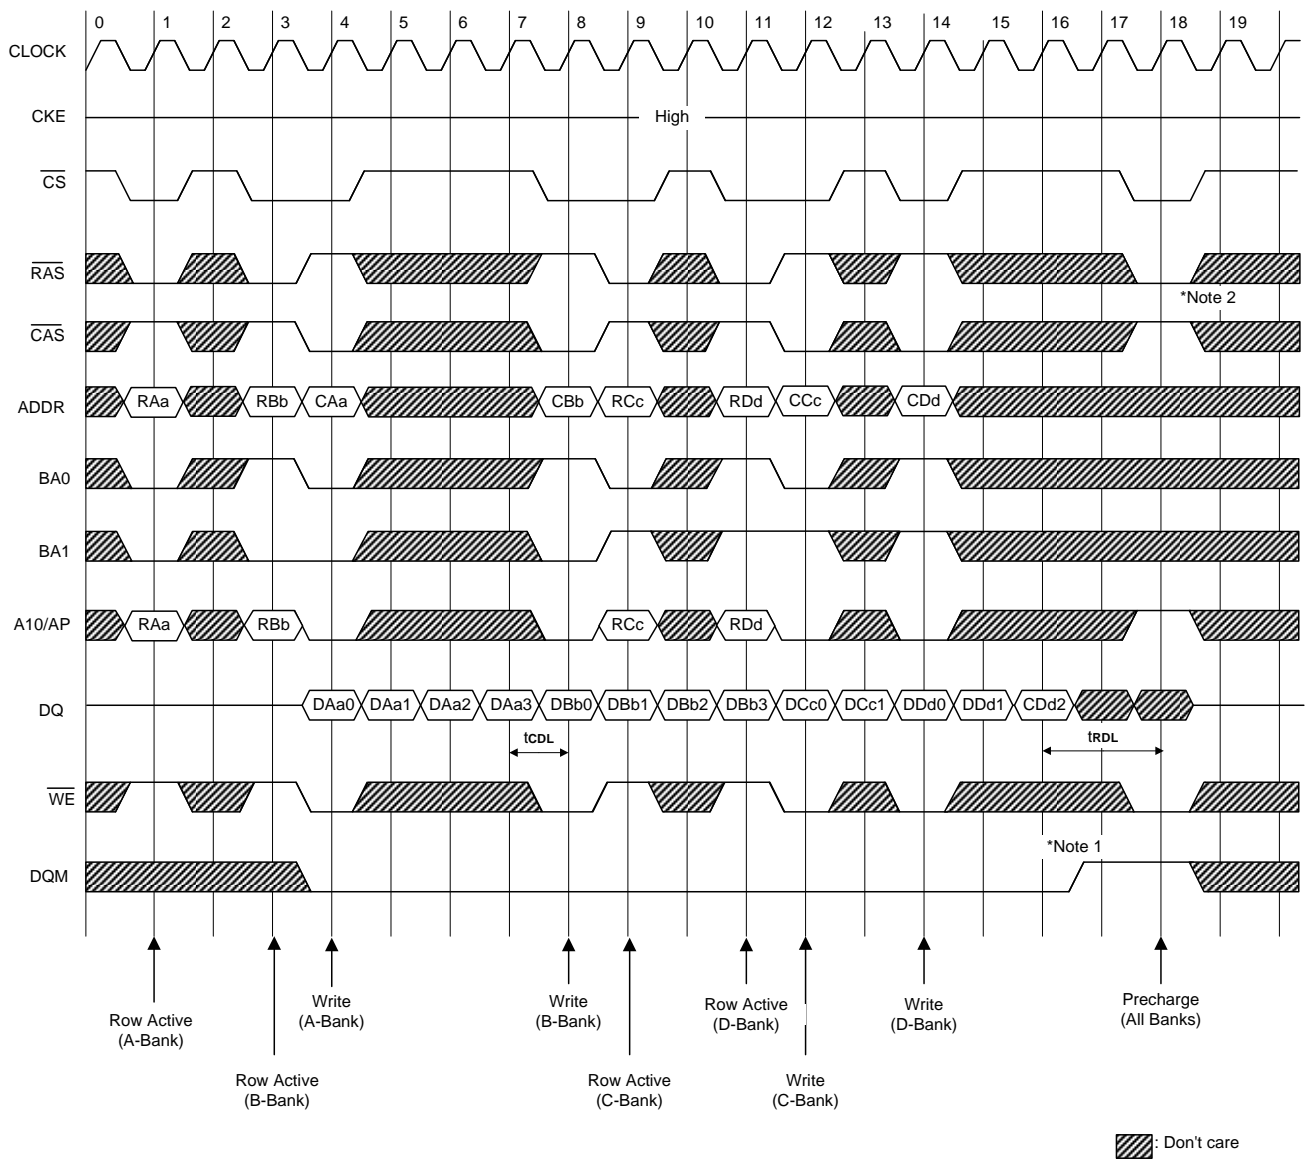 0 1 2 3 4 5 6 7 8 9 10 11 12 13 14 15 16 17 18 19
CLOCK
CKE High
CS
RAS
*Note 2
CAS
ADDR RAa RBb CAa CBb RCc RDd CCc CDd
BA0
BA1
A10/AP RAa RBb RCc RDd
DQ DAa0 DAa1 DAa2 DAa3 DBb0 DBb1 DBb2 DBb3 DCc0 DCc1 DDd0 DDd1 CDd2
tCDL tRDL
WE
*Note 1
DQM
Row Active
(A-Bank)
Row Active
(B-Bank)
Write
(A-Bank)
Write
(B-Bank)
Row Active
(C-Bank)
Row Active
(D-Bank)
Write
(C-Bank)
Write
(D-Bank)
Precharge
(All Banks)
: Don't care